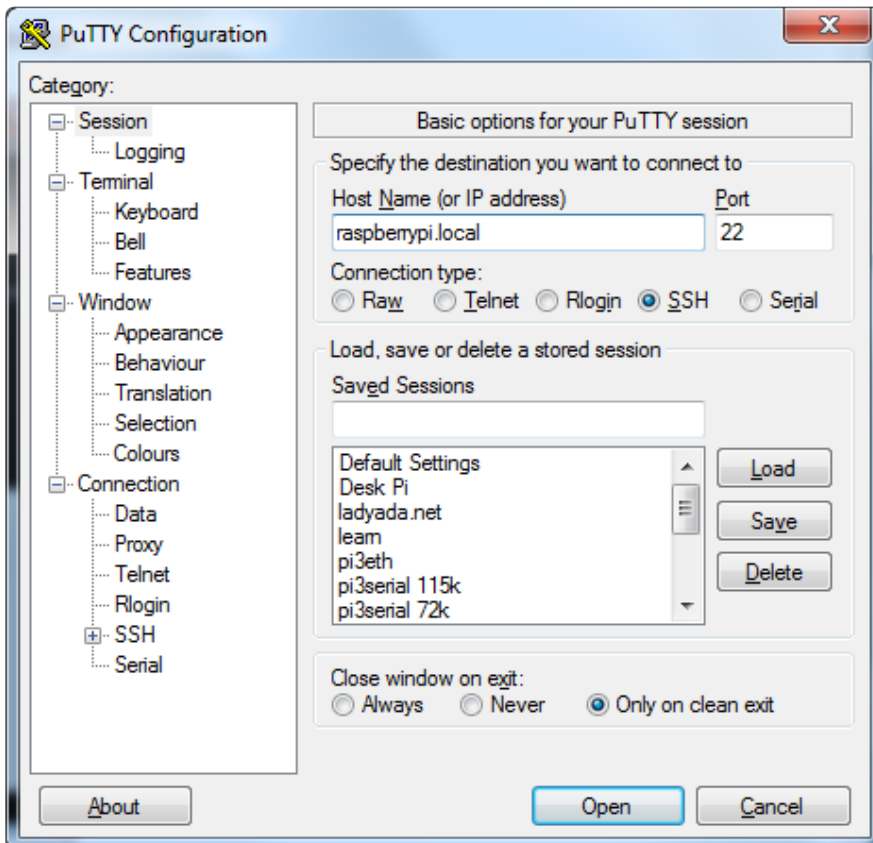 PuTTY Configuration
X
Category:
Session
Logging
Terminal
Keyboard
Bell
Features
Window
Appearance
Behaviour
Translation
Selection
Colours
Connection
Data
Proxy
Telnet
Rlogin
SSH
Serial
Basic options for your PuTTY session
Specify the destination you want to connect to
Host Name (or IP address) Port
raspberrypi.local 22
Connection type:
Raw Telnet Rlogin SSH Serial
Load, save or delete a stored session
Saved Sessions
Default Settings
Desk Pi
ladyada.net
learn
pi3eth
pi3serial 115k
pi3serial 72k
Load
Save
Delete
Close window on exit:
Always Never Only on clean exit
About Open Cancel